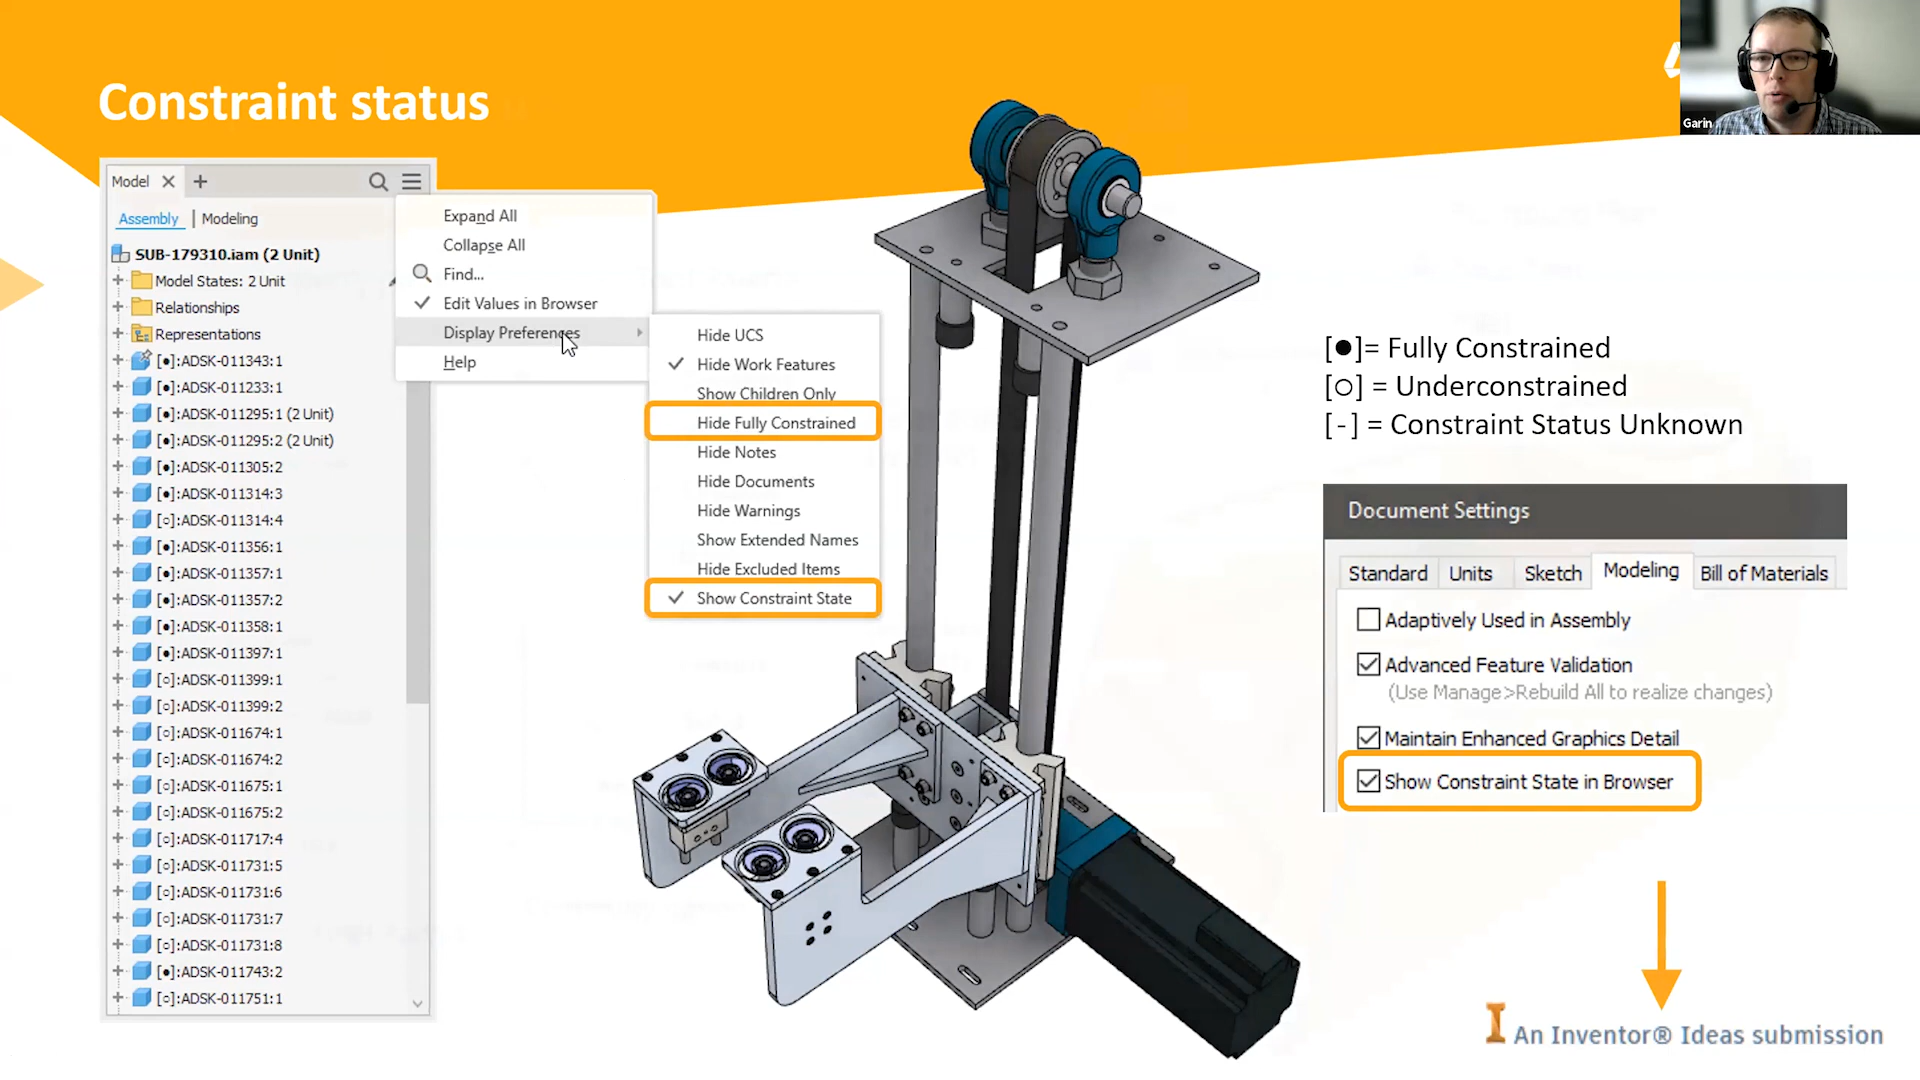 Constraint status
Garin
Model
Assembly | Modeling
SUB-179310.iam (2 Unit)
Model States: 2 Unit
Relationships
Representations
[●]:ADSK-011343:1
[●]:ADSK-011233:1
[●]:ADSK-011295:1 (2 Unit)
[●]:ADSK-011295:2 (2 Unit)
[●]:ADSK-011305:2
[●]:ADSK-011314:3
[○]:ADSK-011314:4
[●]:ADSK-011356:1
[●]:ADSK-011357:1
[●]:ADSK-011357:2
[●]:ADSK-011358:1
[●]:ADSK-011397:1
[○]:ADSK-011399:1
[○]:ADSK-011399:2
[○]:ADSK-011674:1
[○]:ADSK-011674:2
[○]:ADSK-011675:1
[○]:ADSK-011675:2
[○]:ADSK-011717:4
[○]:ADSK-011731:5
[○]:ADSK-011731:6
[○]:ADSK-011731:7
[○]:ADSK-011731:8
[●]:ADSK-011743:2
[○]:ADSK-011751:1
Expand All
Collapse All
Find...
Edit Values in Browser
Display Preferences
Help
Hide UCS
Hide Work Features
Show Children Only
Hide Fully Constrained
Hide Notes
Hide Documents
Hide Warnings
Show Extended Names
Hide Excluded Items
Show Constraint State
[●]= Fully Constrained
[○] = Underconstrained
[-] = Constraint Status Unknown
Document Settings
Standard Units Sketch Modeling Bill of Materials
Adaptively Used in Assembly
Advanced Feature Validation
(Use Manage>Rebuild All to realize changes)
Maintain Enhanced Graphics Detail
Show Constraint State in Browser
An Inventor® Ideas submission